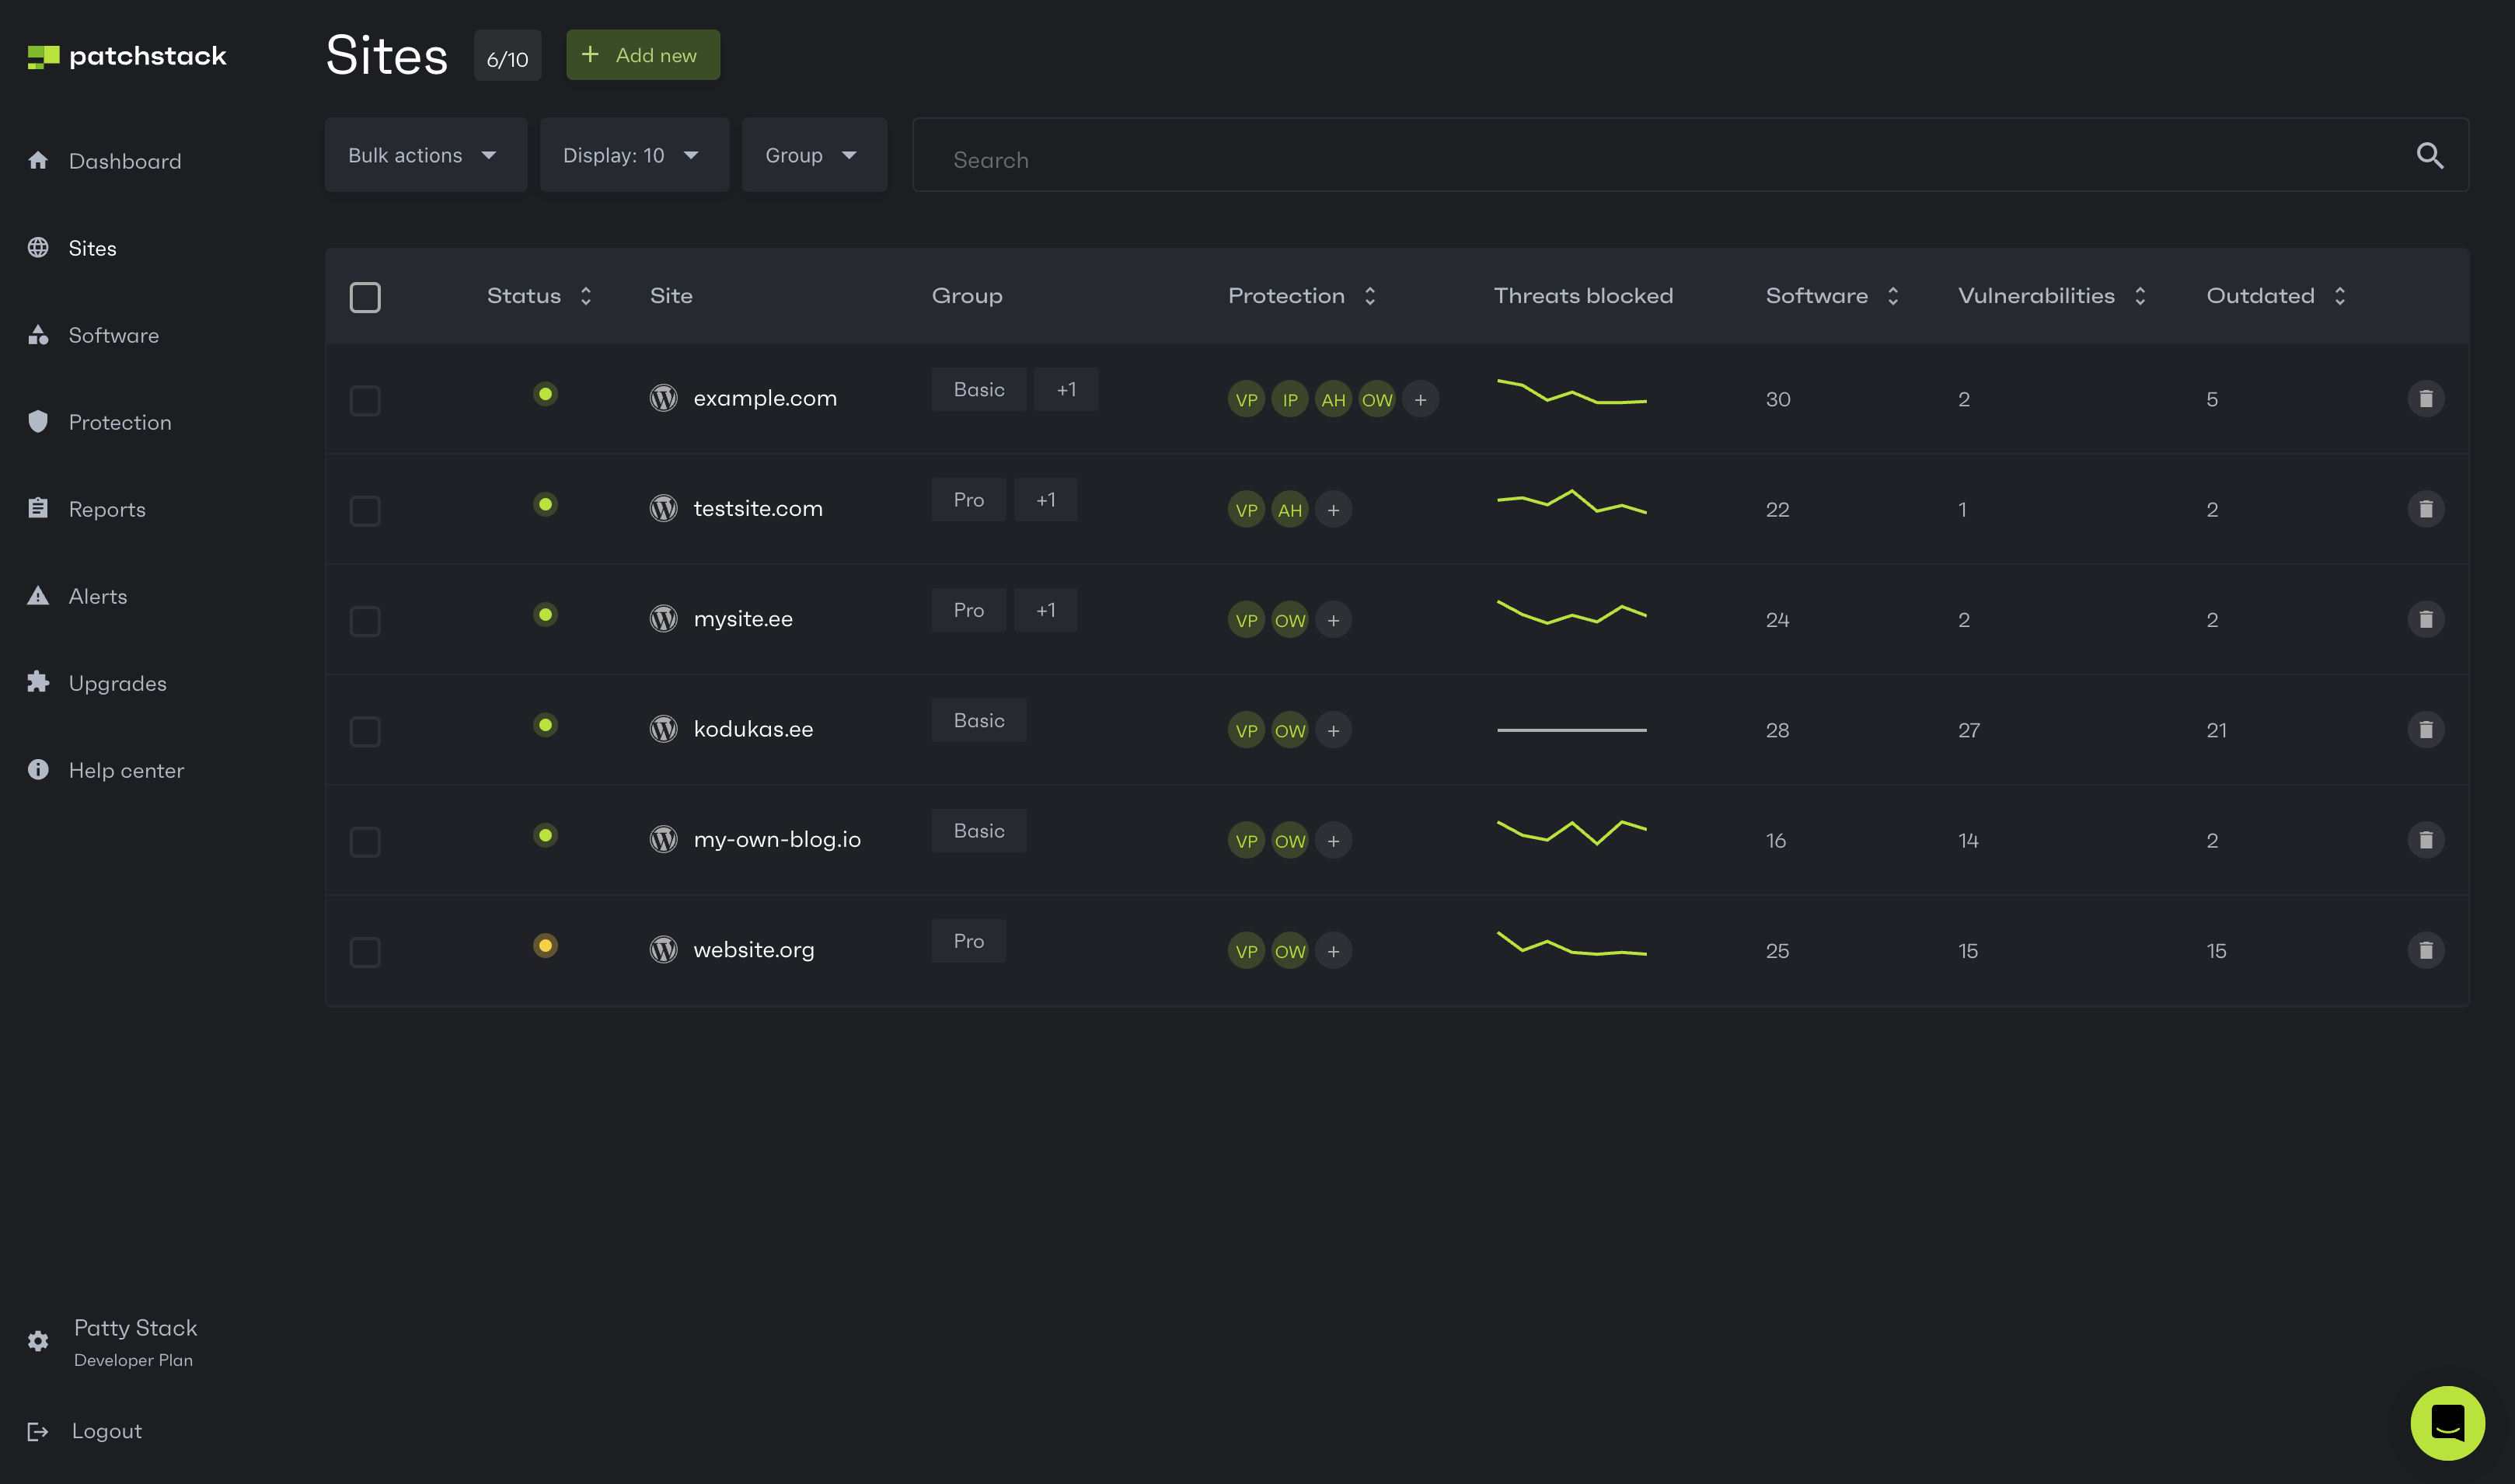 patchstack
Dashboard
Sites
Software
Protection
Reports
Alerts
Upgrades
Help center
Patty Stack
Developer Plan
Logout
Sites 6/10 + Add new
Bulk actions Display: 10 Group Search
Status Site Group Protection Threats blocked Software Vulnerabilities Outdated
example.com Basic +1 VP IP AH OW + 30 2 5
testsite.com Pro +1 VP AH + 22 1 2
mysite.ee Pro +1 VP OW + 24 2 2
kodukas.ee Basic VP OW + 28 27 21
my-own-blog.io Basic VP OW + 16 14 2
website.org Pro VP OW + 25 15 15